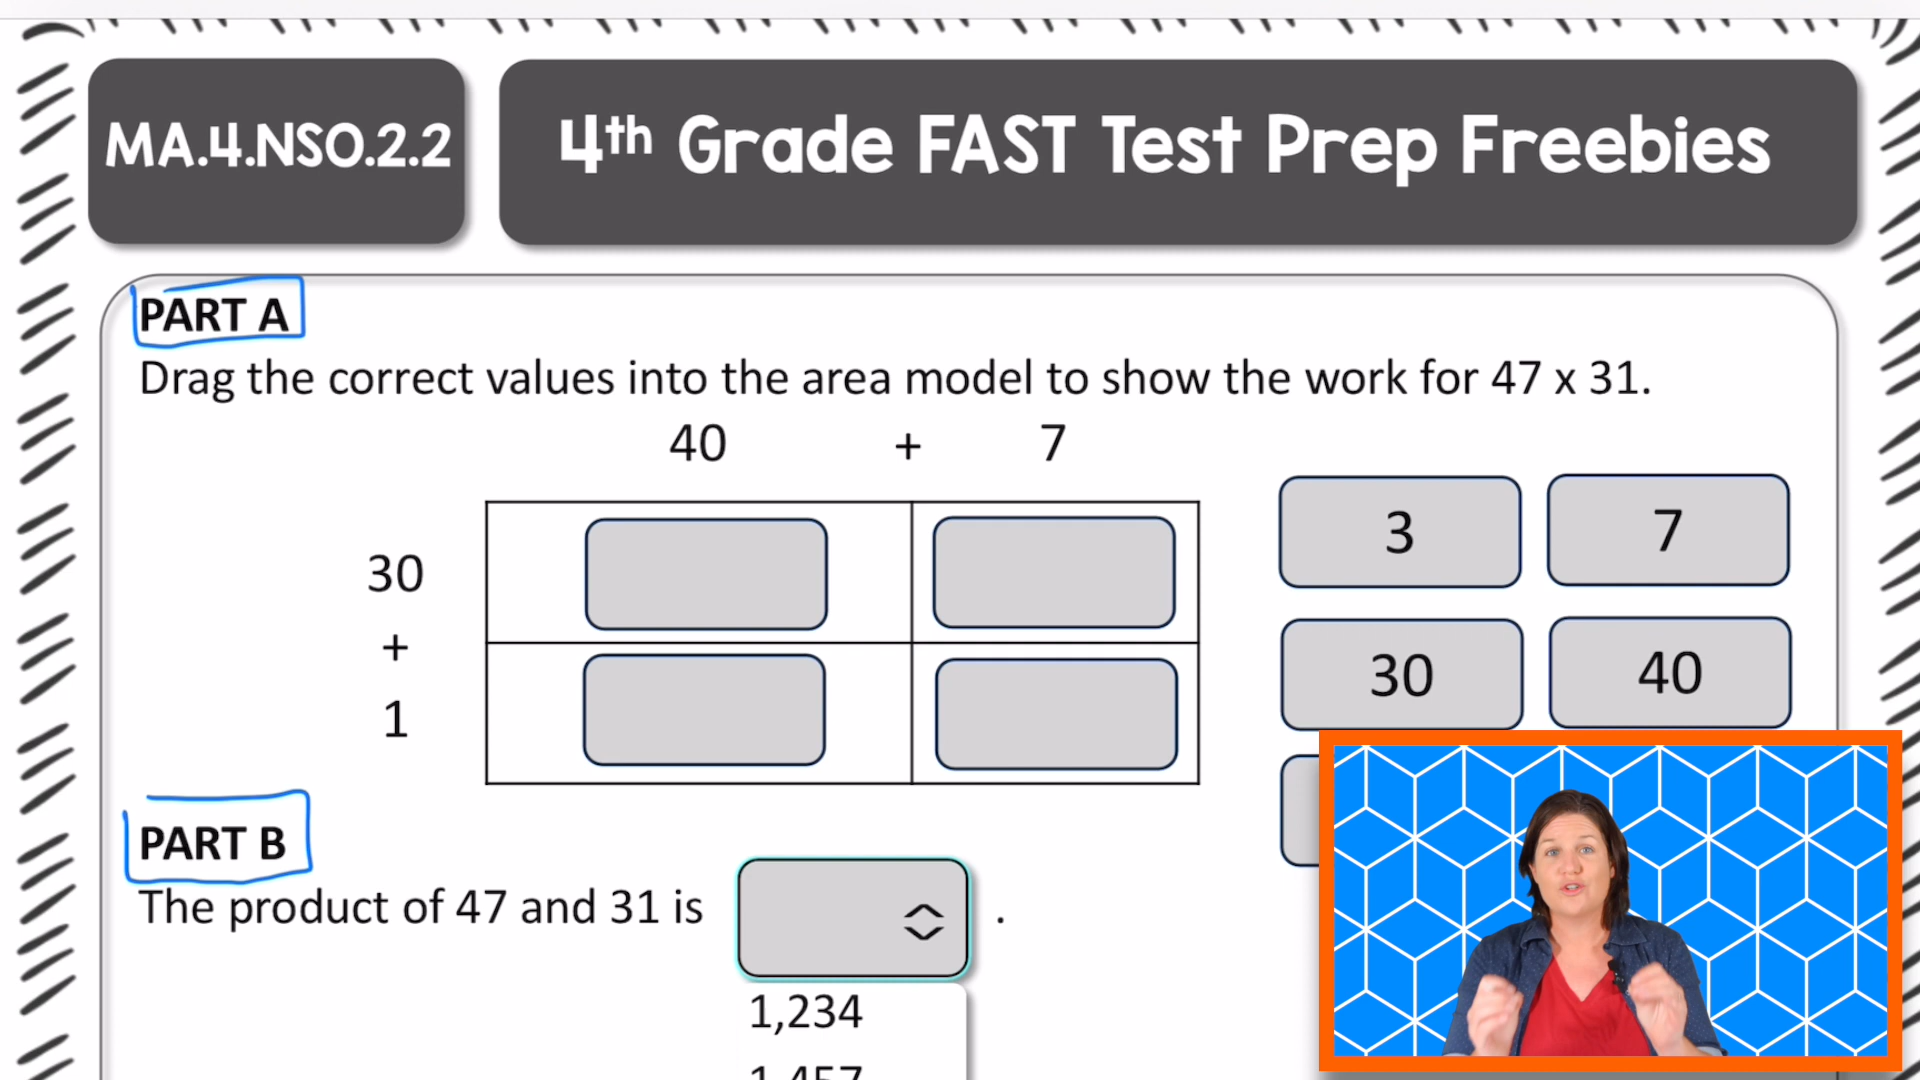 MA.4.NSO.2.2
4th Grade FAST Test Prep Freebies
PART A
Drag the correct values into the area model to show the work for 47 x 31.
40 + 7
30
+
1
3 7
30 40
PART B
The product of 47 and 31 is .
1,234
1,457